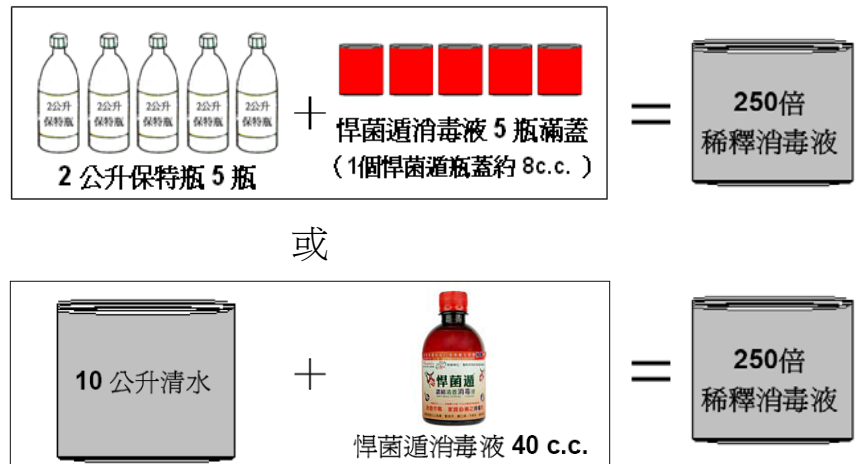 2公升
保特瓶
2公升
保特瓶
2公升
保特瓶
2公升
保特瓶
2公升
保特瓶
2 公升保特瓶 5 瓶
+
悍菌遁消毒液 5 瓶滿蓋
(1個悍菌遁瓶蓋約 8c.c.)
=
250倍
稀釋消毒液
或
10 公升清水
+
悍菌遁
悍菌遁消毒液 40 c.c.
=
250倍
稀釋消毒液